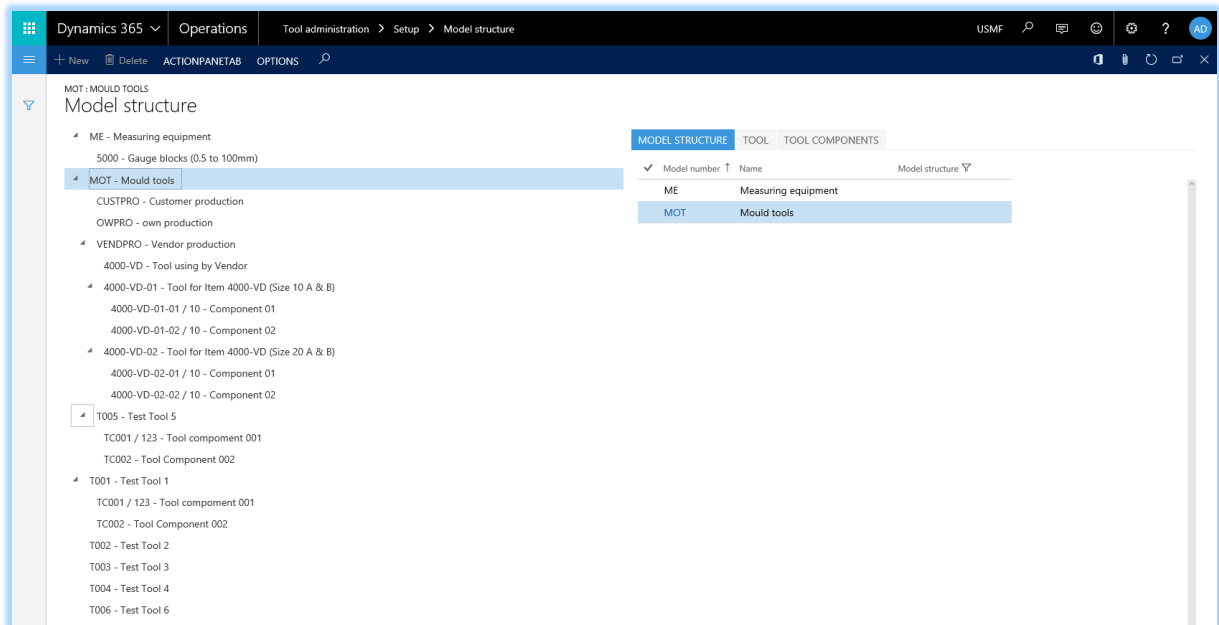 Dynamics 365 Operations Tool administration > Setup > Model structure USMF ? AD
+ New Delete ACTIONPANETAB OPTIONS
MOT : MOULD TOOLS
Model structure
ME - Measuring equipment
5000 - Gauge blocks (0.5 to 100mm)
MOT - Mould tools
CUSTPRO - Customer production
OWPRO - own production
VENDPRO - Vendor production
4000-VD - Tool using by Vendor
4000-VD-01 - Tool for Item 4000-VD (Size 10 A & B)
4000-VD-01-01 / 10 - Component 01
4000-VD-01-02 / 10 - Component 02
4000-VD-02 - Tool for Item 4000-VD (Size 20 A & B)
4000-VD-02-01 / 10 - Component 01
4000-VD-02-02 / 10 - Component 02
T005 - Test Tool 5
TC001 / 123 - Tool compoment 001
TC002 - Tool Component 002
T001 - Test Tool 1
TC001 / 123 - Tool compoment 001
TC002 - Tool Component 002
T002 - Test Tool 2
T003 - Test Tool 3
T004 - Test Tool 4
T006 - Test Tool 6
MODEL STRUCTURE TOOL TOOL COMPONENTS
Model number ↑ Name Model structure
ME Measuring equipment
MOT Mould tools